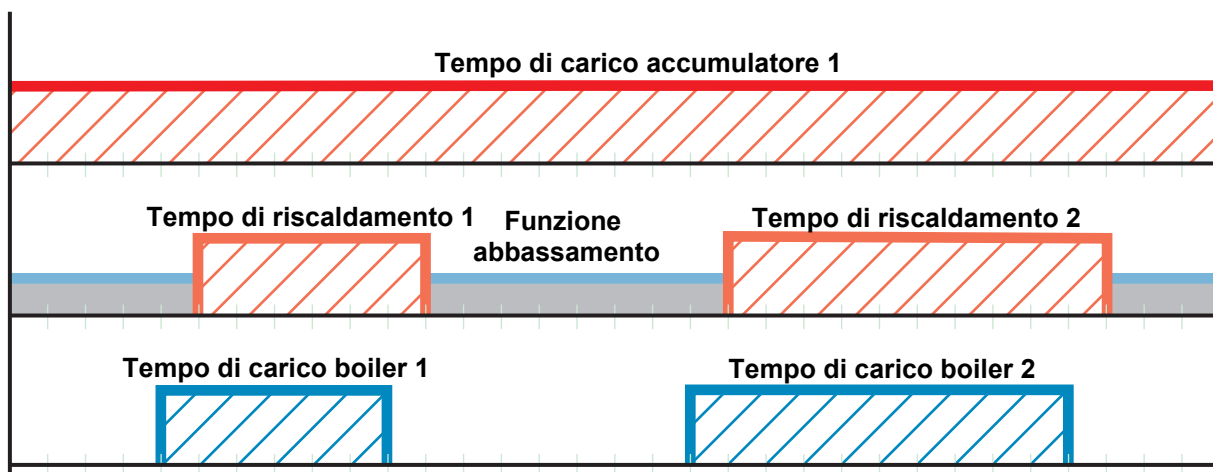 Tempo di carico accumulatore 1
Tempo di riscaldamento 1
Funzione
abbassamento
Tempo di riscaldamento 2
Tempo di carico boiler 1
Tempo di carico boiler 2